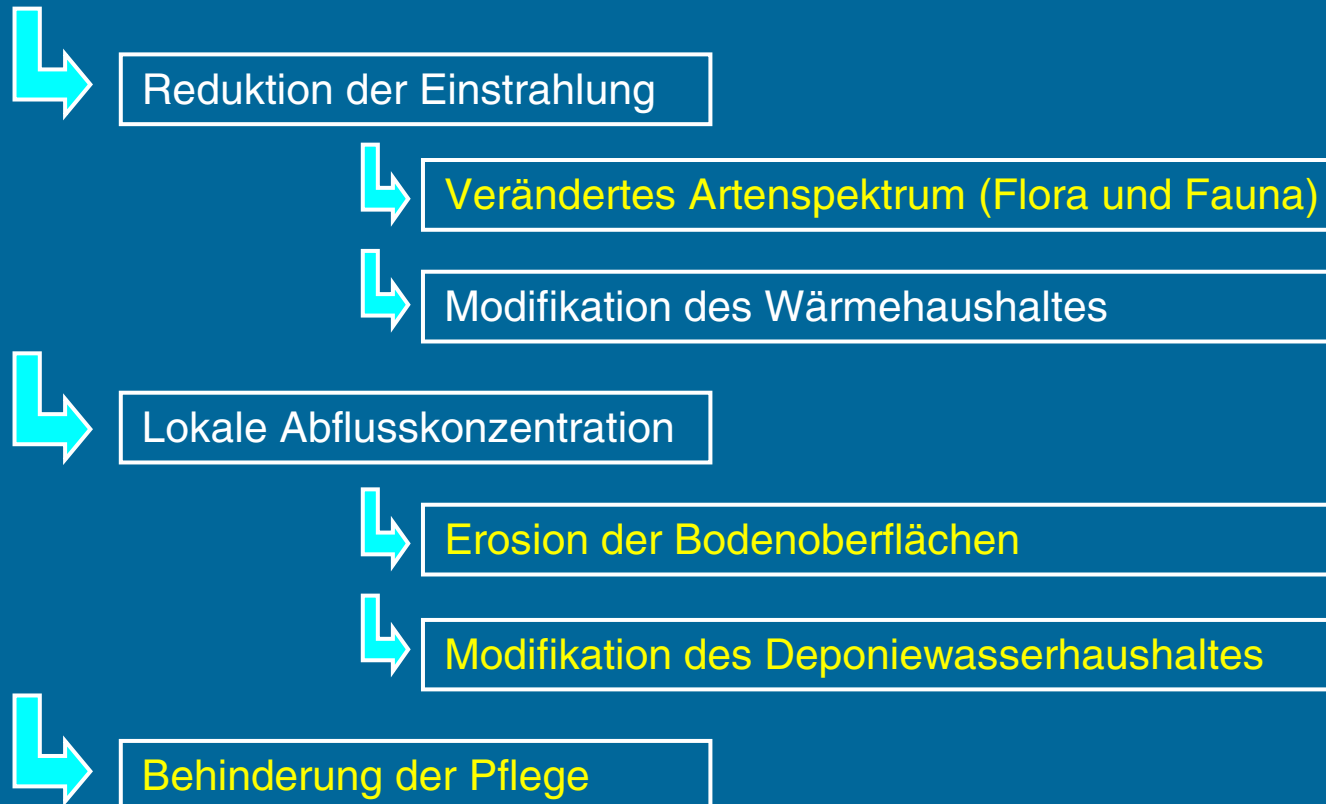 Reduktion der Einstrahlung
Verändertes Artenspektrum (Flora und Fauna)
Modifikation des Wärmehaushaltes
Lokale Abflusskonzentration
Erosion der Bodenoberflächen
Modifikation des Deponiewasserhaushaltes
Behinderung der Pflege